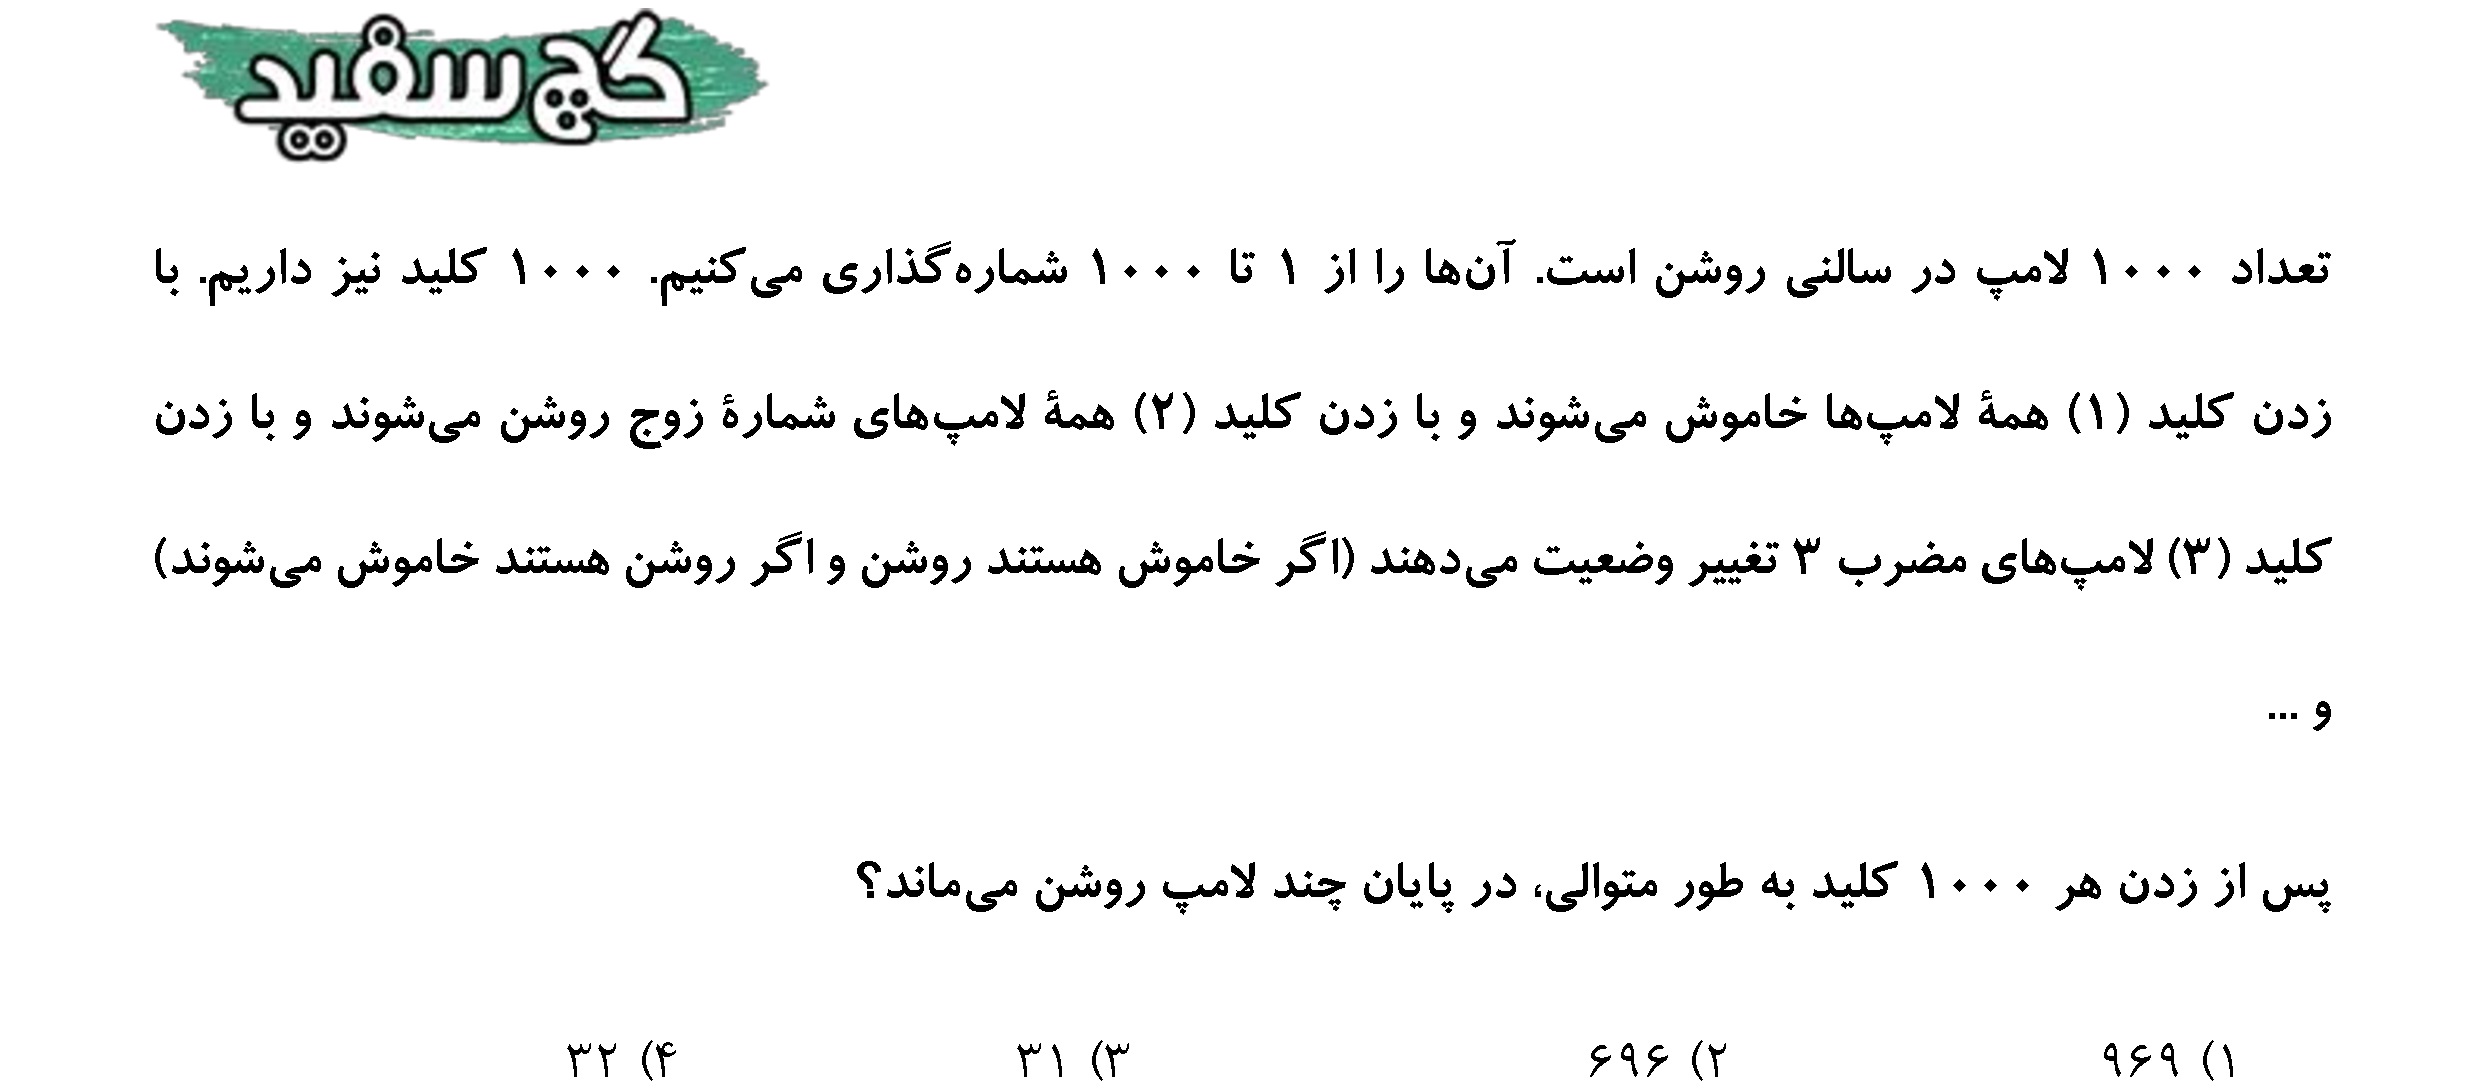 گچ سفید
تعداد ۱۰۰۰ لامپ در سالنی روشن است. آن‌ها را از ۱ تا ۱۰۰۰ شماره‌گذاری می‌کنیم. ۱۰۰۰ کلید نیز داریم. با
زدن کلید (۱) همهٔ لامپ‌ها خاموش می‌شوند و با زدن کلید (۲) همهٔ لامپ‌های شمارهٔ زوج روشن می‌شوند و با زدن
کلید (۳) لامپ‌های مضرب ۳ تغییر وضعیت می‌دهند (اگر خاموش هستند روشن و اگر روشن هستند خاموش می‌شوند)
و ...
پس از زدن هر ۱۰۰۰ کلید به طور متوالی، در پایان چند لامپ روشن می‌ماند؟
۱) ۹۶۹ ۲) ۶۹۶ ۳) ۳۱ ۴) ۳۲